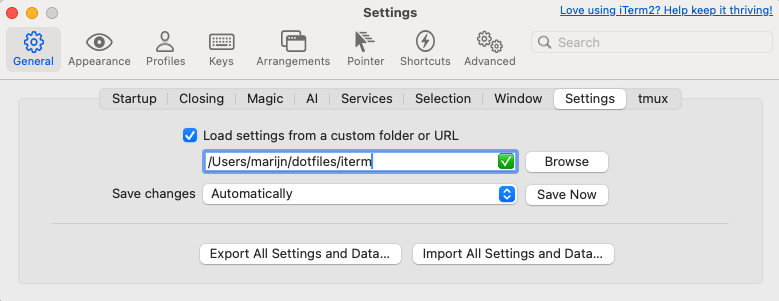 Settings
Love using iTerm2? Help keep it thriving!
General Appearance Profiles Keys Arrangements Pointer Shortcuts Advanced
Search
Startup Closing Magic AI Services Selection Window Settings tmux
Load settings from a custom folder or URL
/Users/marijn/dotfiles/iterm Browse
Save changes Automatically Save Now
Export All Settings and Data... Import All Settings and Data...